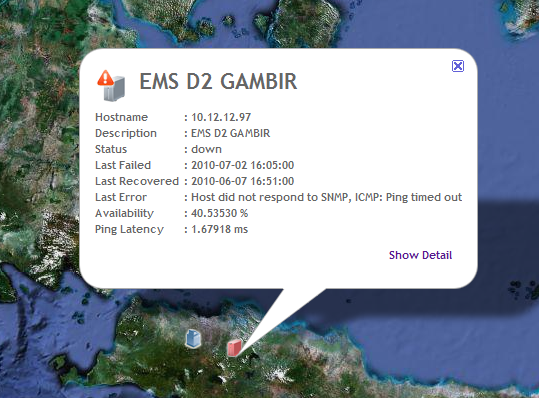 EMS D2 GAMBIR
Hostname : 10.12.12.97
Description : EMS D2 GAMBIR
Status : down
Last Failed : 2010-07-02 16:05:00
Last Recovered : 2010-06-07 16:51:00
Last Error : Host did not respond to SNMP, ICMP: Ping timed out
Availability : 40.53530 %
Ping Latency : 1.67918 ms
Show Detail